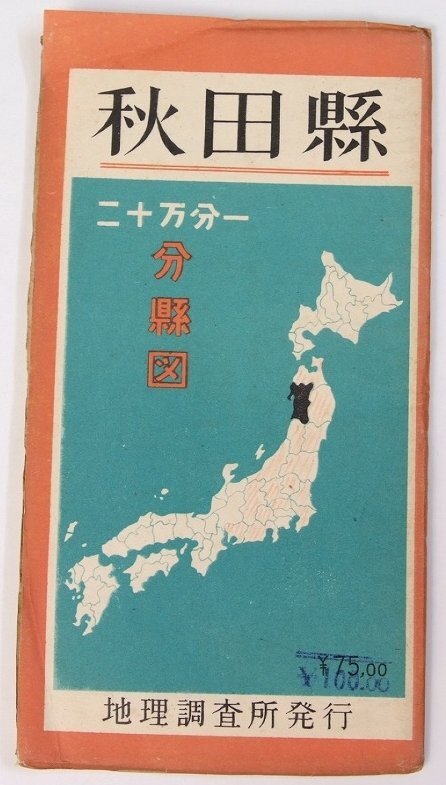 秋田縣
二十万分一
分縣図
¥75.00
¥100.00
地理調査所発行